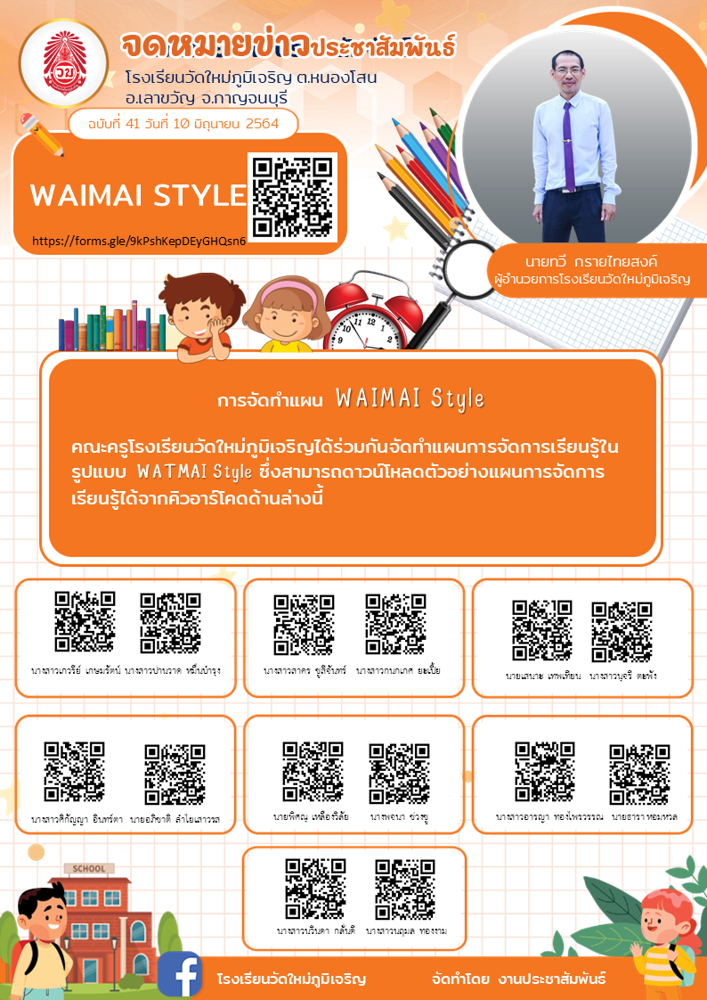 จดหมายข่าวประชาสัมพันธ์
โรงเรียนวัดใหม่ภูมิเจริญ ต.หนองโสน
อ.เลาขวัญ จ.กาญจนบุรี
ฉบับที่ 41 วันที่ 10 มิถุนายน 2564
WAIMAI STYLE
https://forms.gle/9kPshKepDEyGHQsn6
นายทวี กรายไทยสงค์
ผู้อำนวยการโรงเรียนวัดใหม่ภูมิเจริญ
การจัดทำแผน WAIMAI Style
คณะครูโรงเรียนวัดใหม่ภูมิเจริญได้ร่วมกันจัดทำแผนการจัดการเรียนรู้ใน
รูปแบบ WATMAI Style ซึ่งสามารถดาวน์โหลดตัวอย่างแผนการจัดการ
เรียนรู้ได้จากคิวอาร์โคดด้านล่างนี้
นางสาวเกวรีย์ เกษมรัตน์ นางสาวปานวาด หมื่นบำรุง
นางสาวสาคร ชูสิจันทร์ นางสาวกนกเกศ ยะเปี้ย
นายเสนาะ เทพเทียน นางสาวนุจรี ตะพัง
นางสาวศิกัญญา อินทร์ตา นายอภิชาติ ลำไยเสาวรส
นายพิศณุ เหลืองวิลัย นางพจนา ช่วงชู
นางสาวอารญา ทองไพรวรรณ นายธารา หอมหวล
นางสาวนวินดา กลั่นดี นางสาวนฤมล ทองงาม
SCHOOL
โรงเรียนวัดใหม่ภูมิเจริญ จัดทำโดย งานประชาสัมพันธ์